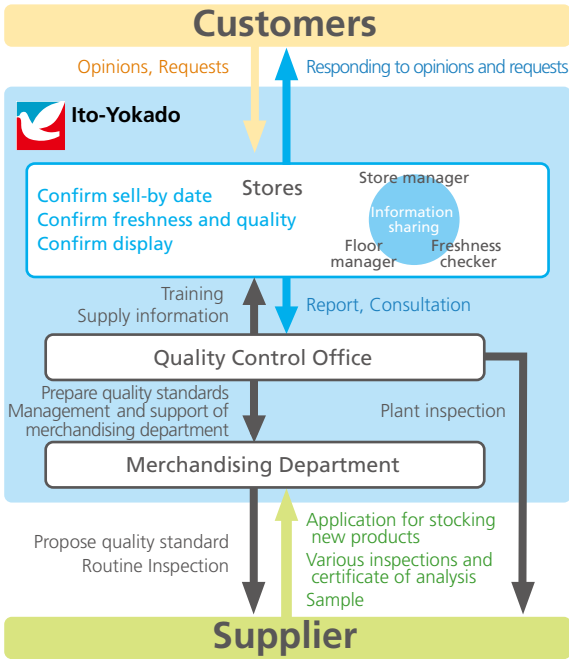 Customers
Opinions, Requests
Responding to opinions and requests
Ito-Yokado
Stores
Confirm sell-by date
Confirm freshness and quality
Confirm display
Store manager
Information
sharing
Floor
manager
Freshness
checker
Training
Supply information
Report, Consultation
Quality Control Office
Prepare quality standards
Management and support of
merchandising department
Plant inspection
Merchandising Department
Propose quality standard
Routine Inspection
Application for stocking
new products
Various inspections and
certificate of analysis
Sample
Supplier